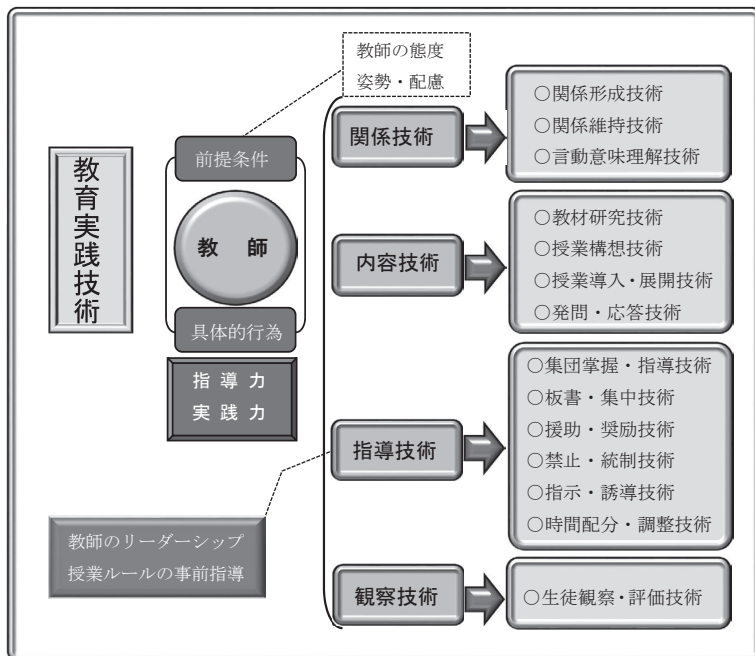 教育実践技術
教師の態度
姿勢・配慮
前提条件
教 師
具体的行為
指 導 力
実 践 力
教師のリーダーシップ
授業ルールの事前指導
関係技術
○関係形成技術
○関係維持技術
○言動意味理解技術
内容技術
○教材研究技術
○授業構想技術
○授業導入・展開技術
○発問・応答技術
指導技術
○集団掌握・指導技術
○板書・集中技術
○援助・奨励技術
○禁止・統制技術
○指示・誘導技術
○時間配分・調整技術
観察技術
○生徒観察・評価技術